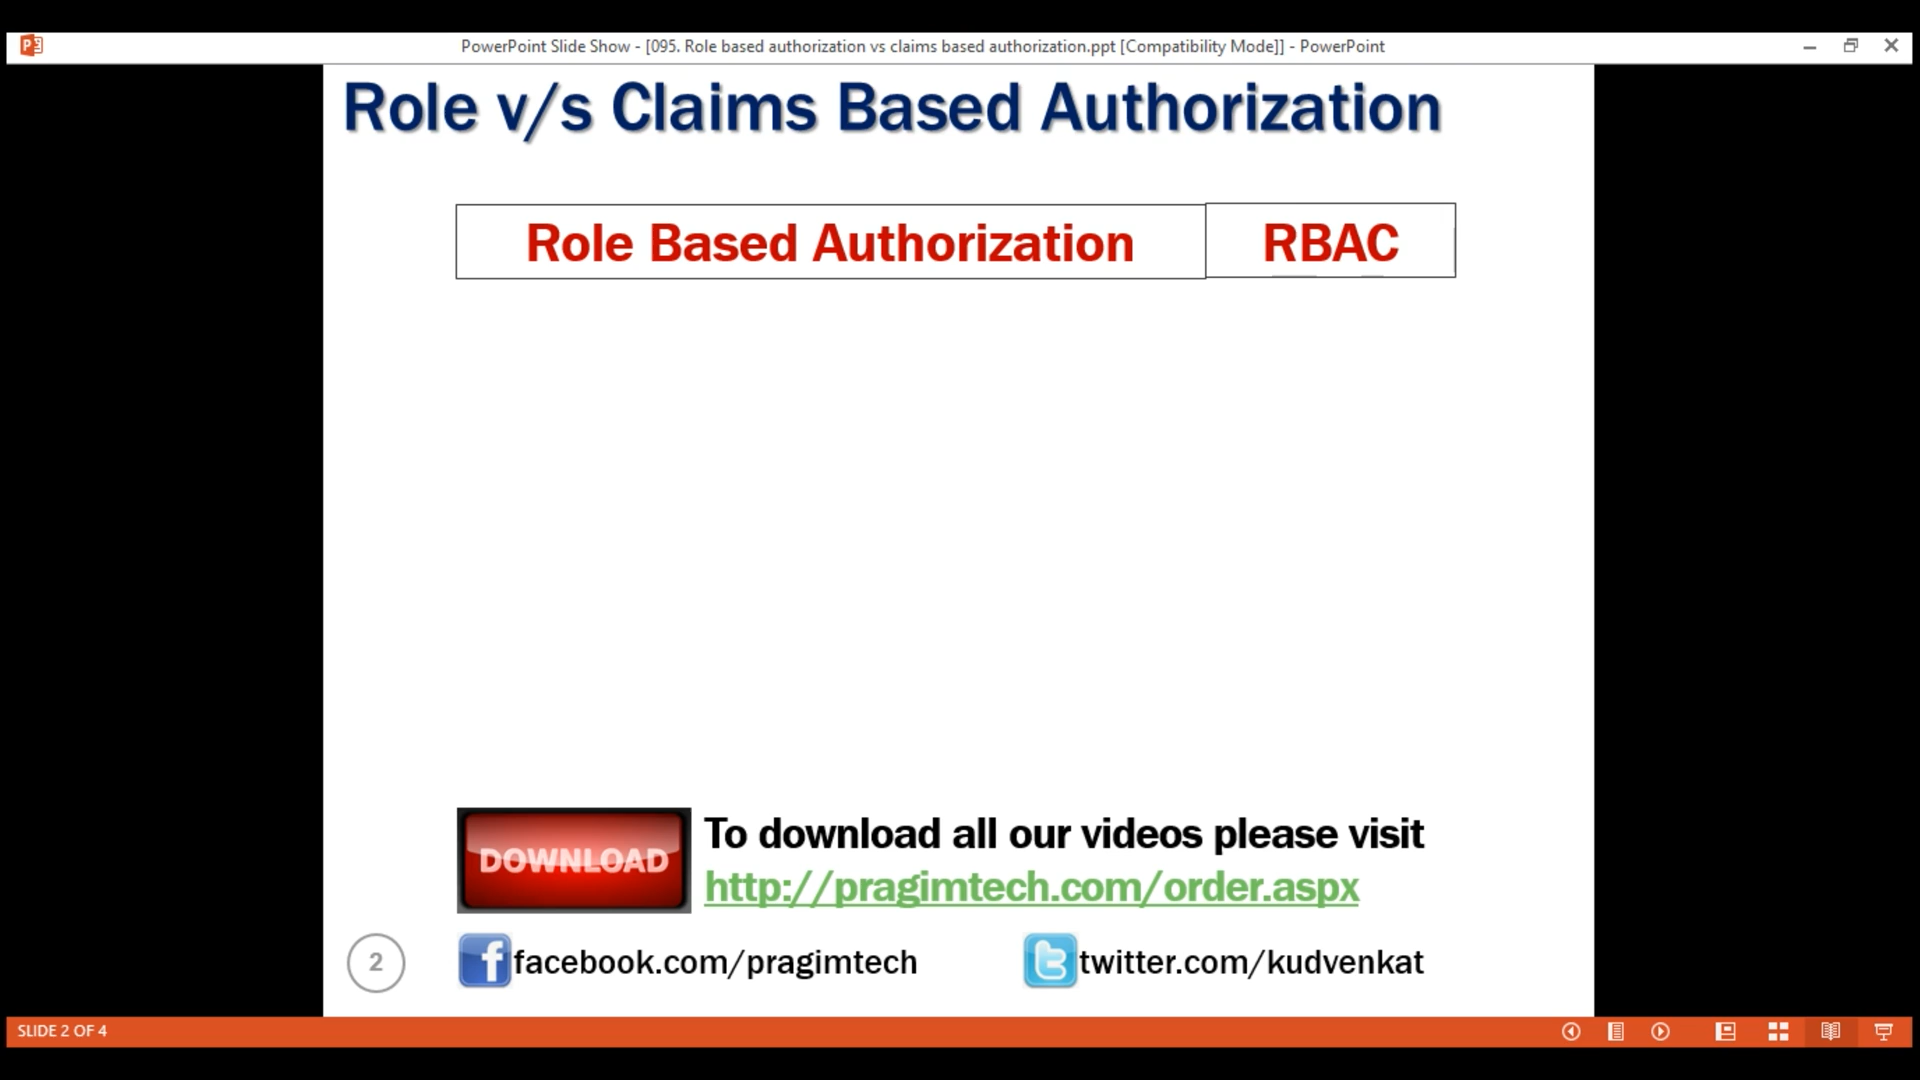 PowerPoint Slide Show - [095. Role based authorization vs claims based authorization.ppt [Compatibility Mode]] - PowerPoint
Role v/s Claims Based Authorization
Role Based Authorization RBAC
DOWNLOAD
To download all our videos please visit
http://pragimtech.com/order.aspx
2
facebook.com/pragimtech
twitter.com/kudvenkat
SLIDE 2 OF 4